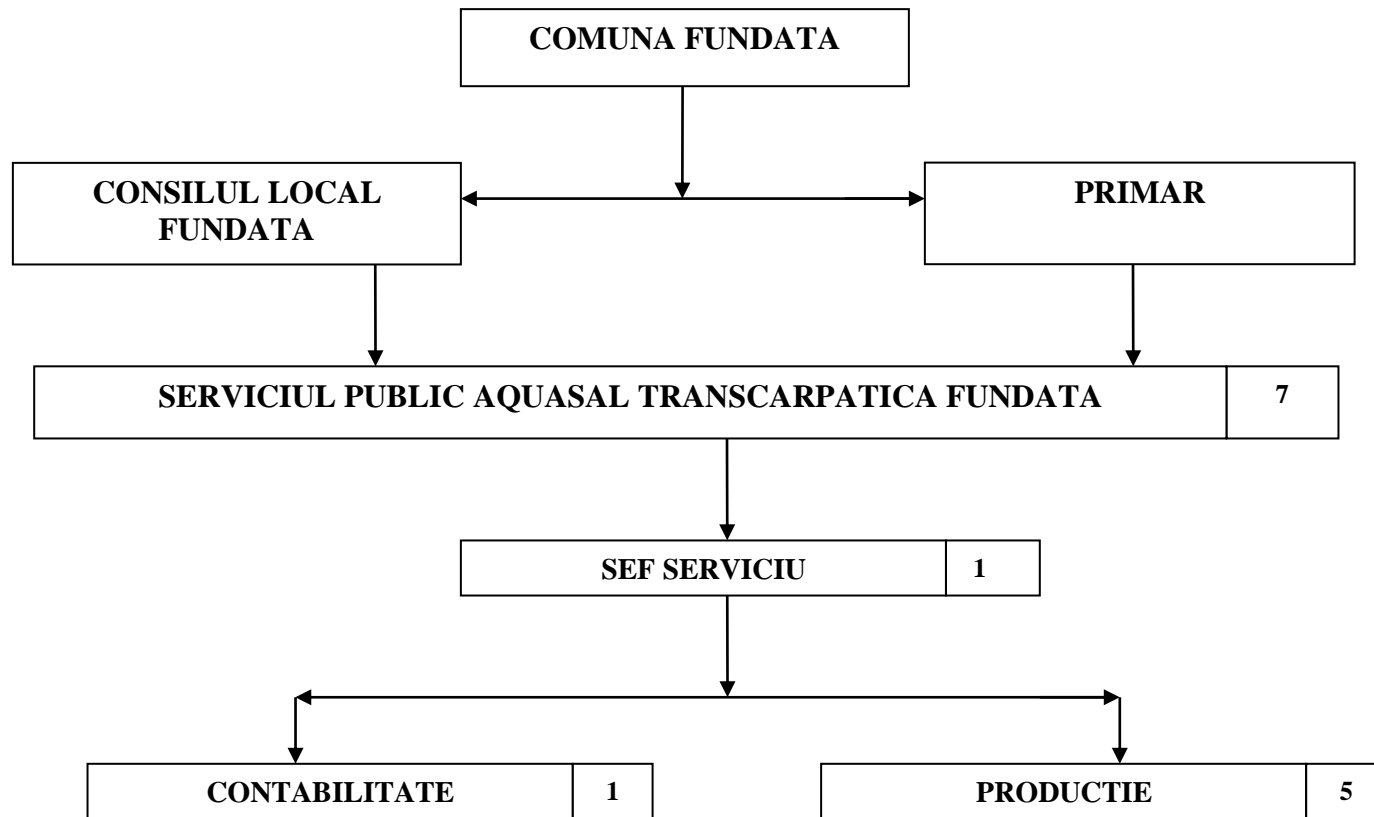 COMUNA FUNDATA
CONSILUL LOCAL
FUNDATA
PRIMAR
SERVICIUL PUBLIC AQUASAL TRANSCARPATICA FUNDATA 7
SEF SERVICIU 1
CONTABILITATE 1
PRODUCTIE 5